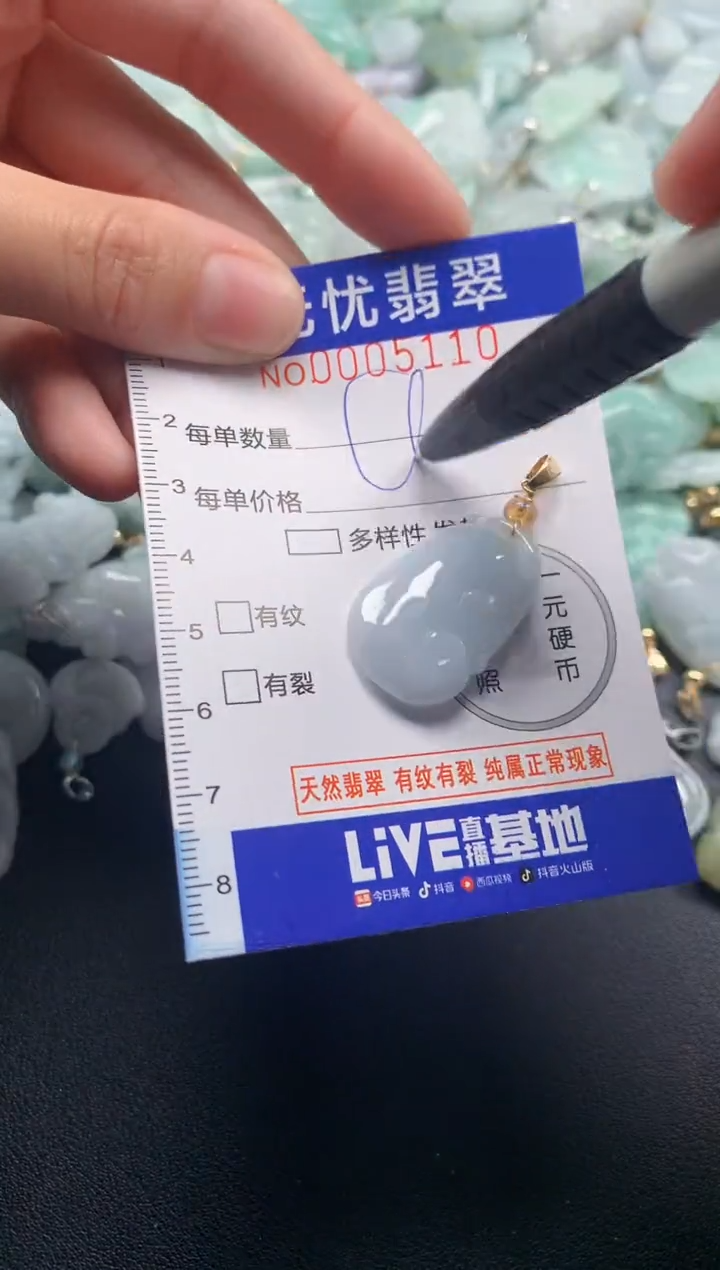 忧翡翠
No0005110
2 每单数量
3 每单价格
4 多样性
5 有纹
一元硬币
照
6 有裂
天然翡翠 有纹有裂 纯属正常现象
7
LiVE直播基地
8 头条 今日头条 抖音 西瓜视频 抖音火山版